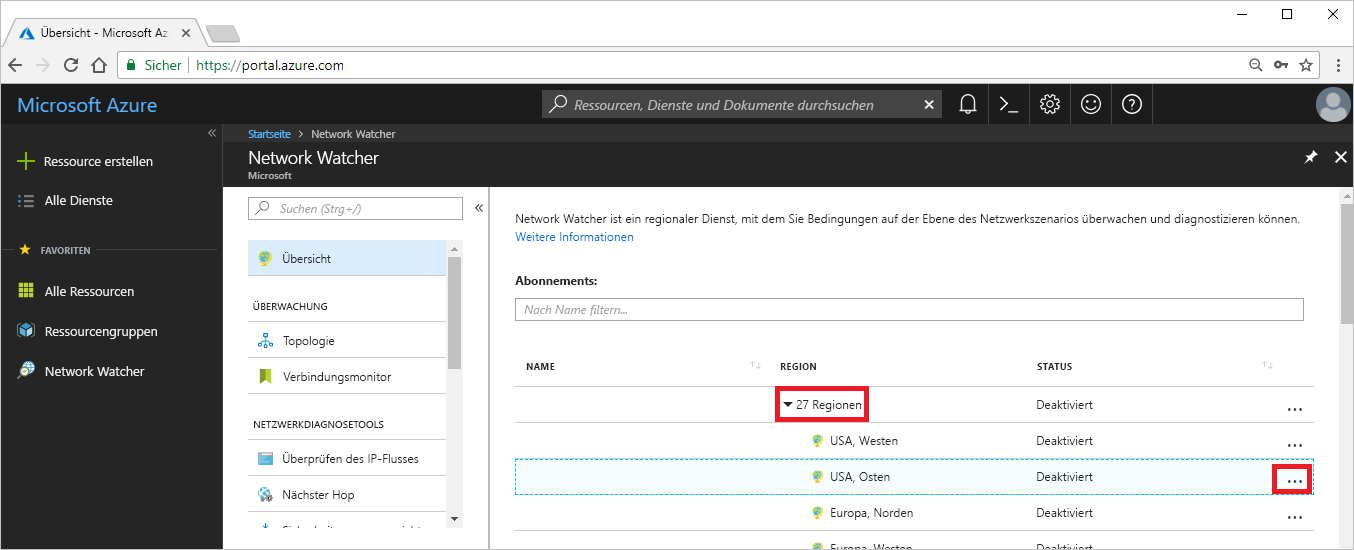 Übersicht - Microsoft Az
Sicher https://portal.azure.com
Microsoft Azure
Ressourcen, Dienste und Dokumente durchsuchen
Startseite > Network Watcher
Network Watcher
Microsoft
Ressource erstellen
Alle Dienste
FAVORITEN
Alle Ressourcen
Ressourcengruppen
Network Watcher
Suchen (Strg+/)
Übersicht
ÜBERWACHUNG
Topologie
Verbindungsmonitor
NETZWERKDIAGNOSETOOLS
Überprüfen des IP-Flusses
Nächster Hop
Network Watcher ist ein regionaler Dienst, mit dem Sie Bedingungen auf der Ebene des Netzwerkszenarios überwachen und diagnostizieren können.
Weitere Informationen
Abonnements:
Nach Name filtern...
NAME REGION STATUS
27 Regionen Deaktiviert ...
USA, Westen Deaktiviert ...
USA, Osten Deaktiviert ...
Europa, Norden Deaktiviert ...
Europa, Westen Deaktiviert